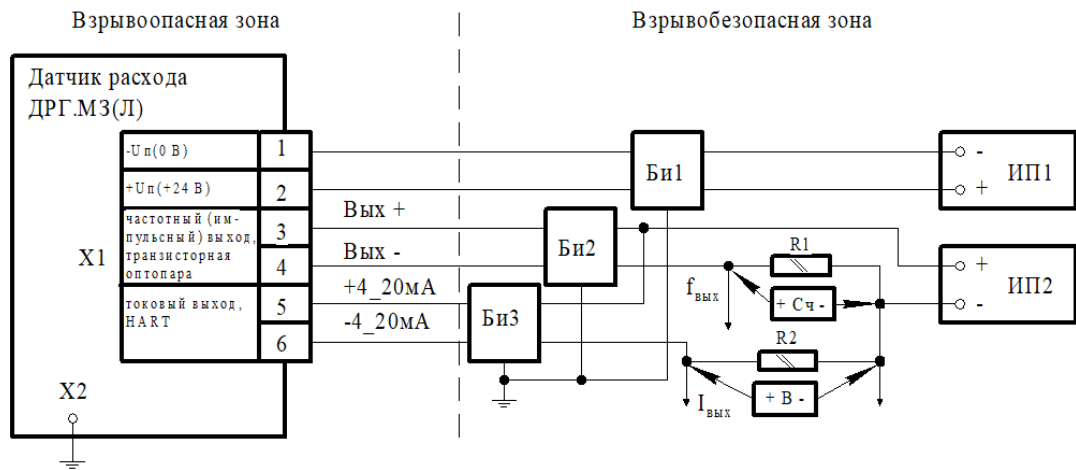 Взрывоопасная зона
Взрывобезопасная зона
Датчик расхода
ДРГ.МЗ(Л)
X1
-Uп(0 В)
1
+Uп(+24 В)
2
частотный (им-
пульсный) выход,
транзисторная
оптопара
3
4
токовый выход,
HART
5
6
X2
Вых +
Вых -
+4_20мА
-4_20мА
Би1
Би2
Би3
-
+
ИП1
+
-
ИП2
R1
fвых
+ Сч -
R2
Iвых
+ В -